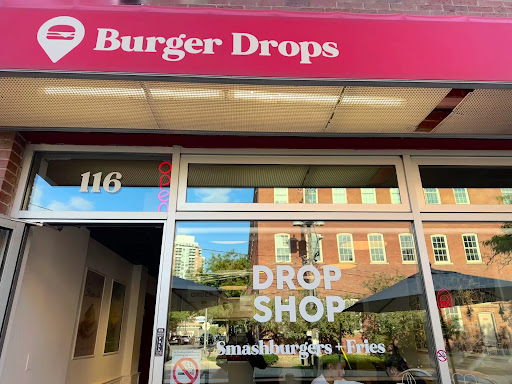 Burger Drops
116
DROP
SHOP
Smashburgers + Fries